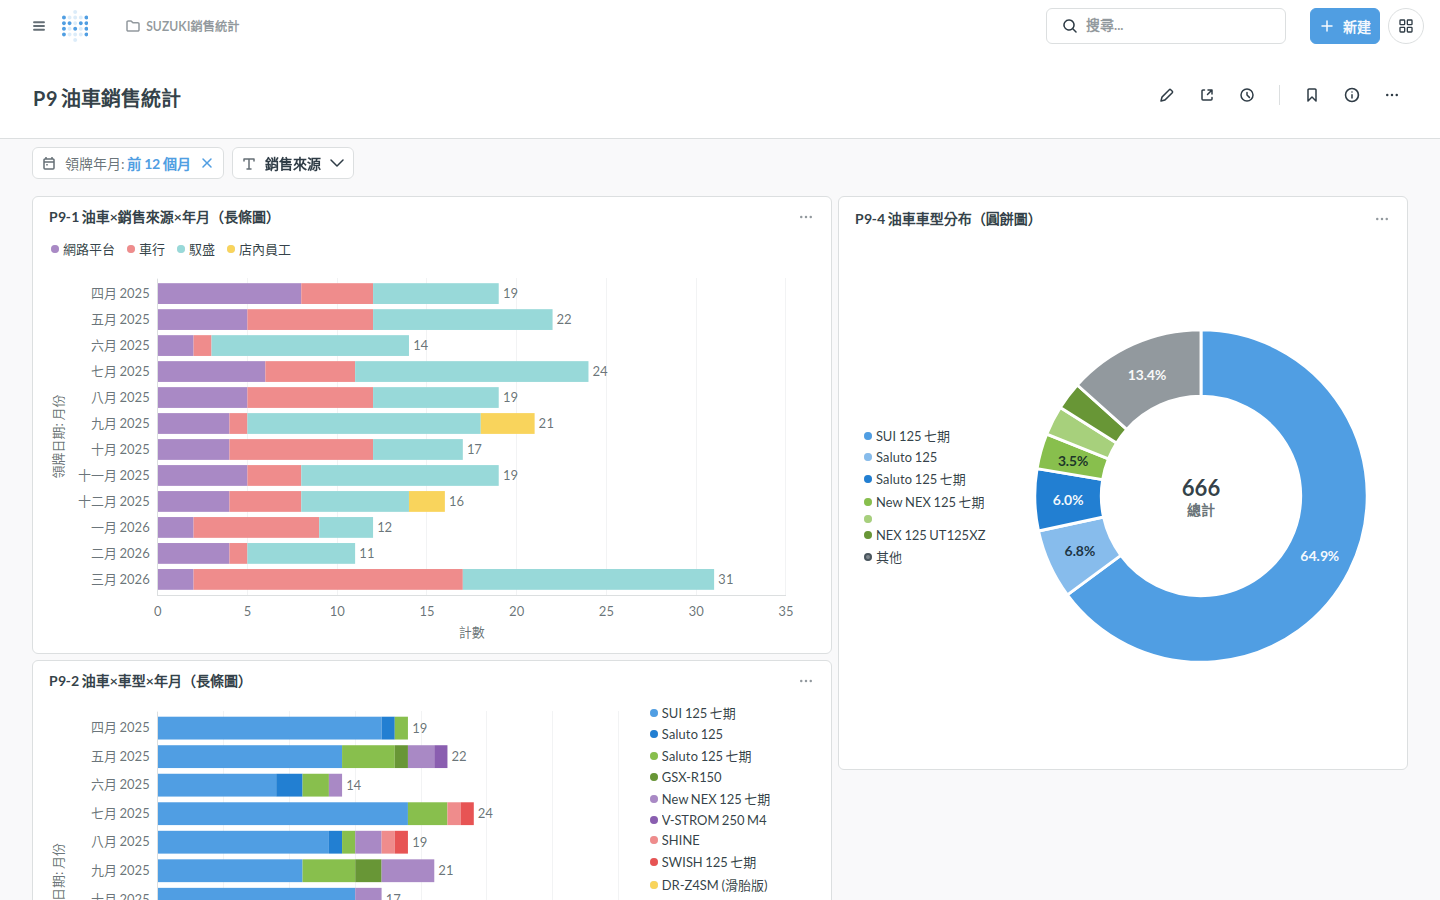 SUZUKI銷售統計
搜尋...
新建
P9 油車銷售統計
領牌年月: 前 12 個月
銷售來源
P9-1 油車×銷售來源×年月（長條圖）
網路平台 車行 馭盛 店內員工
四月 2025 19
五月 2025 22
六月 2025 14
七月 2025 24
八月 2025 19
九月 2025 21
十月 2025 17
十一月 2025 19
十二月 2025 16
一月 2026 12
二月 2026 11
三月 2026 31
領牌日期: 月份
0 5 10 15 20 25 30 35
計數
P9-4 油車車型分布（圓餅圖）
SUI 125 七期
Saluto 125
Saluto 125 七期
New NEX 125 七期
NEX 125 UT125XZ
其他
13.4%
3.5%
6.0%
6.8%
64.9%
666
總計
P9-2 油車×車型×年月（長條圖）
四月 2025 19
五月 2025 22
六月 2025 14
七月 2025 24
八月 2025 19
九月 2025 21
十月 2025 17
日期: 月份
SUI 125 七期
Saluto 125
Saluto 125 七期
GSX-R150
New NEX 125 七期
V-STROM 250 M4
SHINE
SWISH 125 七期
DR-Z4SM (滑胎版)